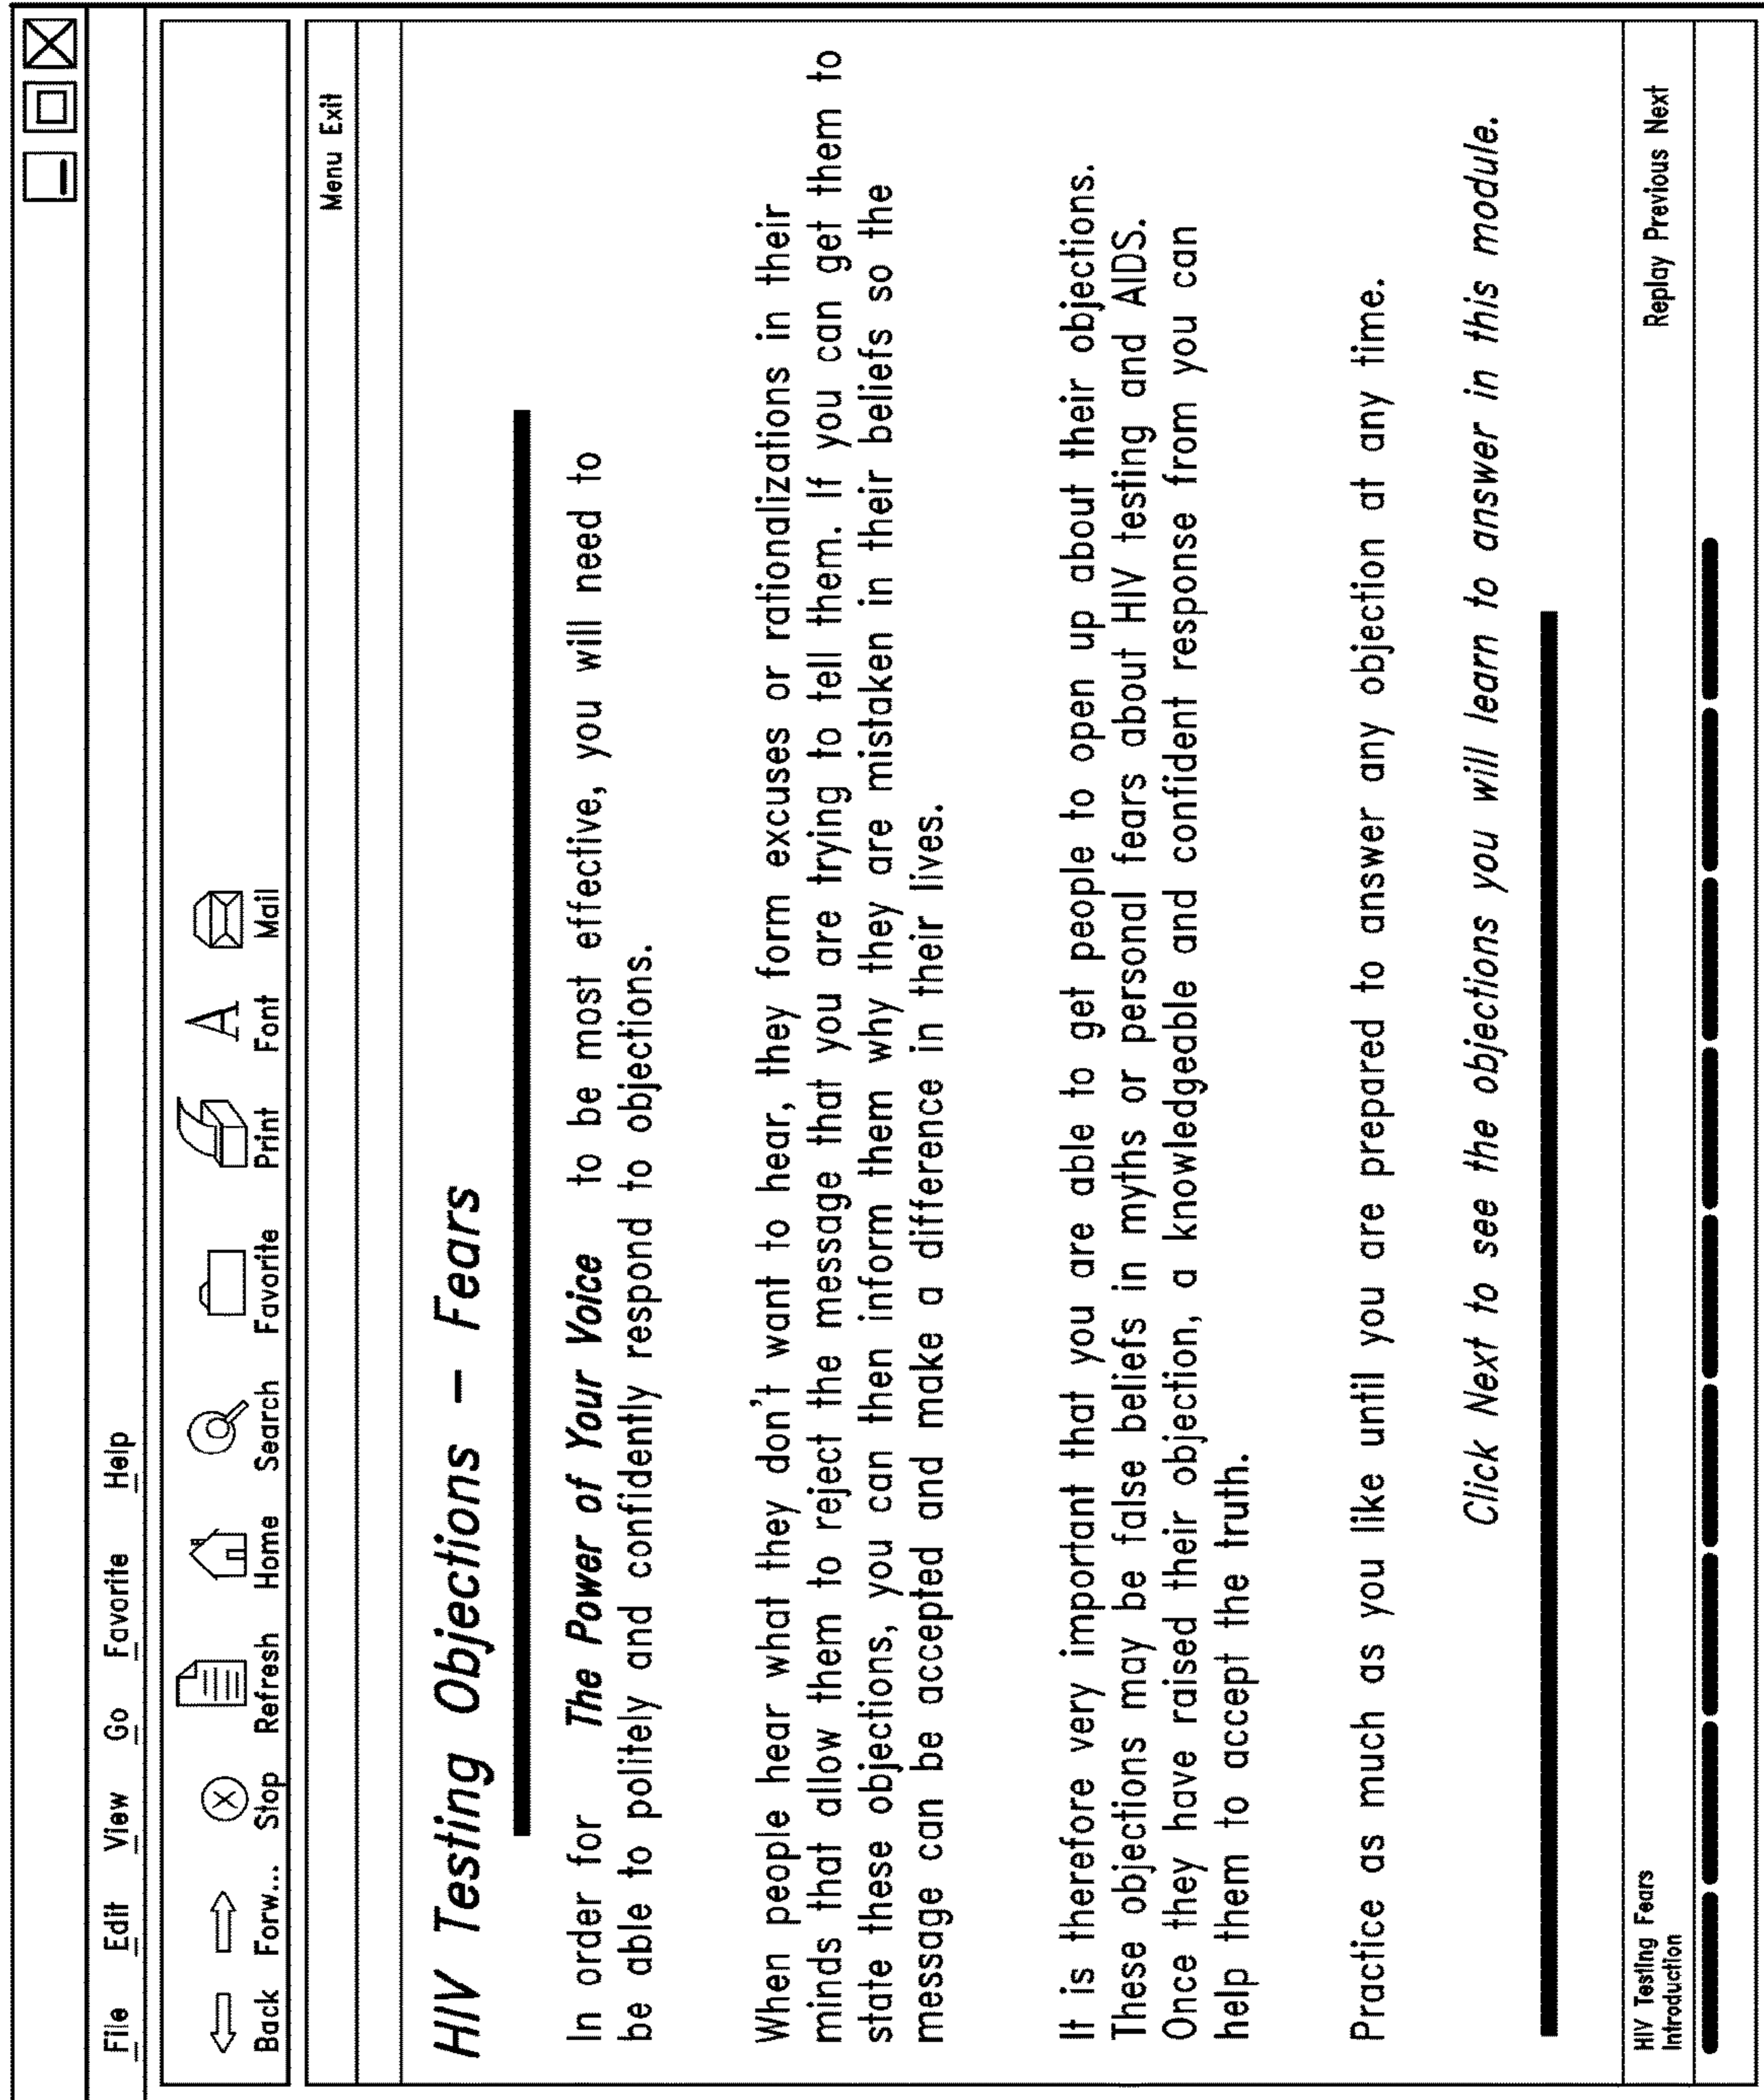 File Edit View Go Favorite Help
Back Forw... Stop Refresh Home Search Favorite Print Font Mail
Menu Exit
HIV Testing Objections – Fears
In order for The Power of Your Voice to be most effective, you will need to
be able to politely and confidently respond to objections.
When people hear what they don't want to hear, they form excuses or rationalizations in their
minds that allow them to reject the message that you are trying to tell them. If you can get them to
state these objections, you can then inform them why they are mistaken in their beliefs so the
message can be accepted and make a difference in their lives.
It is therefore very important that you are able to get people to open up about their objections.
These objections may be false beliefs in myths or personal fears about HIV testing and AIDS.
Once they have raised their objection, a knowledgeable and confident response from you can
help them to accept the truth.
Practice as much as you like until you are prepared to answer any objection at any time.
Click Next to see the objections you will learn to answer in this module.
HIV Testing Fears
Introduction
Replay Previous Next